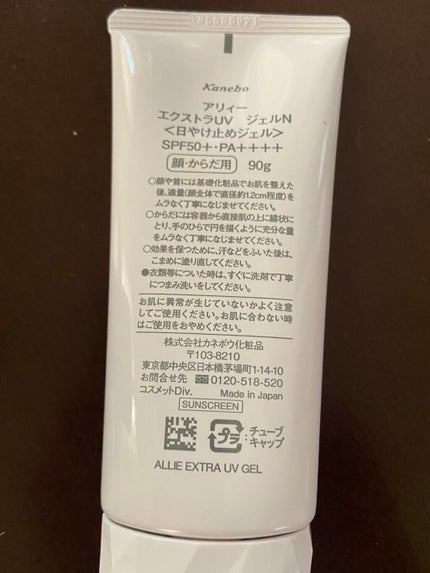 Kanebo
アリィー
エクストラUV ジェルN
<日やけ止めジェル>
SPF50+・PA++++
顔・からだ用 90g
○顔や首には基礎化粧品でお肌を整えた
後、適量(顔全体で直径約1.2cm程度)を
ムラなく丁寧になじませてください。
○からだには容器から直接肌の上に線状に
とり、手のひらで円を描くように充分な量
をムラなく丁寧になじませてください。
○効果を保つために、汗などをふいた後は、
こまめに塗り直してください。
●衣類等についた時は、すぐに洗剤で丁寧
につまみ洗いをしてください。
お肌に異常が生じていないかよく注意
してご使用ください。お肌に合わない時
はご使用をおやめください。
株式会社カネボウ化粧品
〒103-8210
東京都中央区日本橋茅場町1-14-10
お問合せ先 0120-518-520
コスメットDiv. Made in Japan
SUNSCREEN
プラ :チューブ
キャップ
ALLIE EXTRA UV GEL